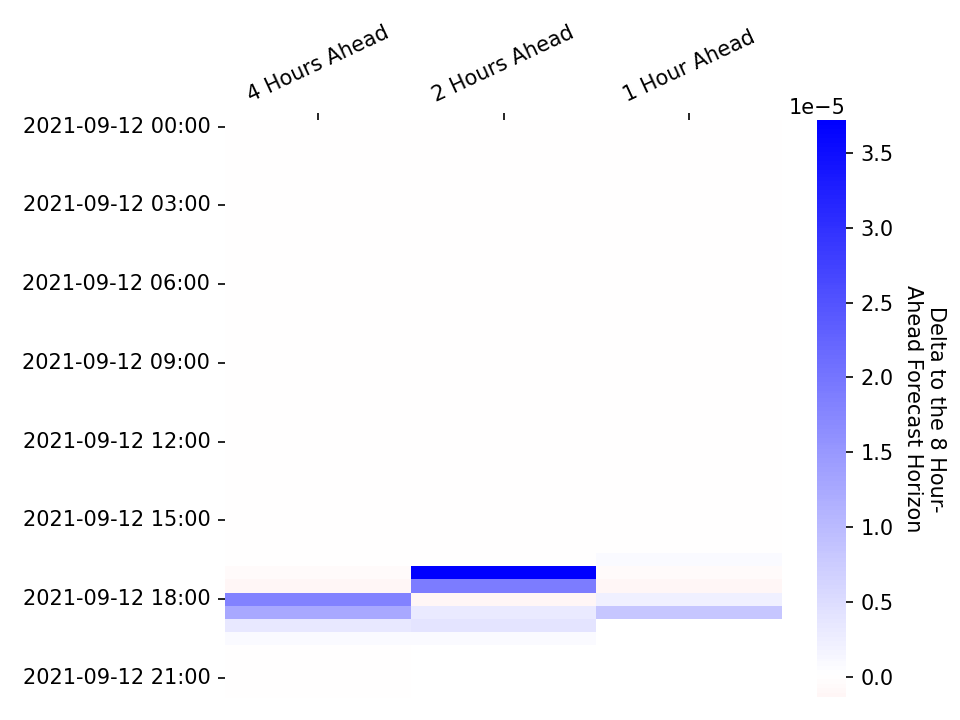 4 Hours Ahead
2 Hours Ahead
1 Hour Ahead
1e−5
2021-09-12 00:00
2021-09-12 03:00
2021-09-12 06:00
2021-09-12 09:00
2021-09-12 12:00
2021-09-12 15:00
2021-09-12 18:00
2021-09-12 21:00
3.5
3.0
2.5
2.0
1.5
1.0
0.5
0.0
Delta to the 8 Hour-
Ahead Forecast Horizon